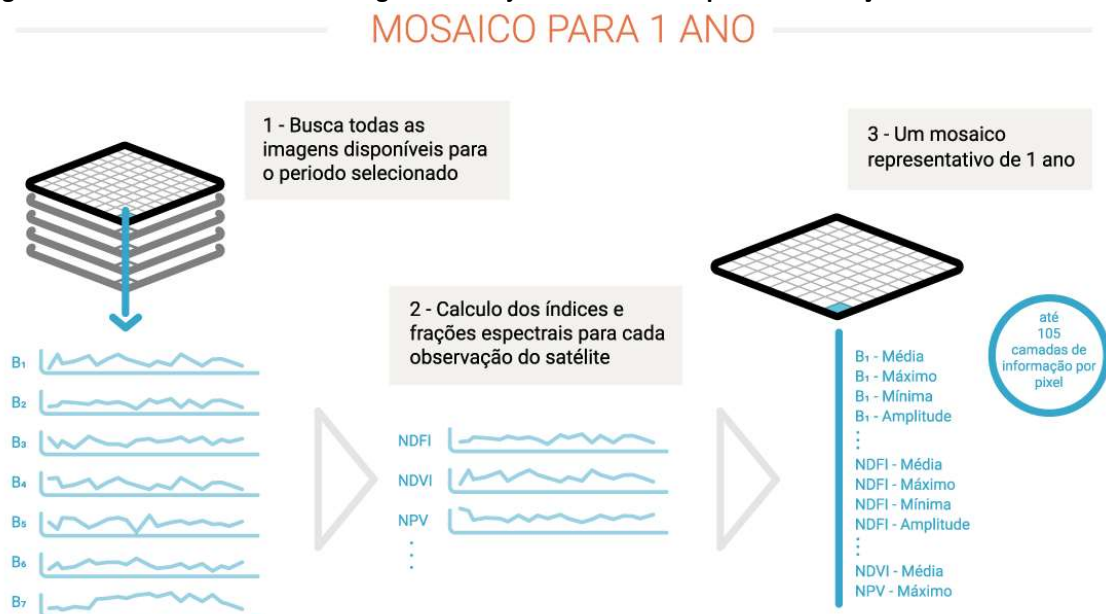 MOSAICO PARA 1 ANO
1 - Busca todas as
imagens disponíveis para
o periodo selecionado
B₁
B₂
B₃
B₄
B₅
B₆
B₇
2 - Calculo dos índices e
frações espectrais para cada
observação do satélite
NDFI
NDVI
NPV
⋮
3 - Um mosaico
representativo de 1 ano
até
105
camadas de
informação por
pixel
B₁ - Média
B₁ - Máximo
B₁ - Mínima
B₁ - Amplitude
⋮
NDFI - Média
NDFI - Máximo
NDFI - Mínima
NDFI - Amplitude
⋮
NDVI - Média
NPV - Máximo